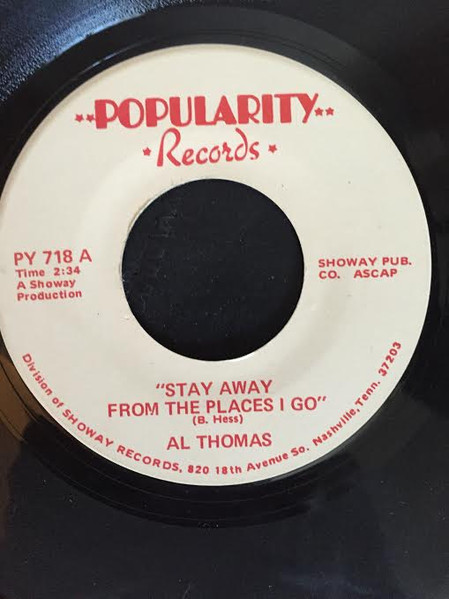 **POPULARITY**
*Records*
PY 718 A
Time 2:34
A Showay
Production
SHOWAY PUB.
CO. ASCAP
"STAY AWAY
FROM THE PLACES I GO"
(B. Hess)
AL THOMAS
Division of SHOWAY RECORDS, 820 18th Avenue So. Nashville, Tenn. 37203